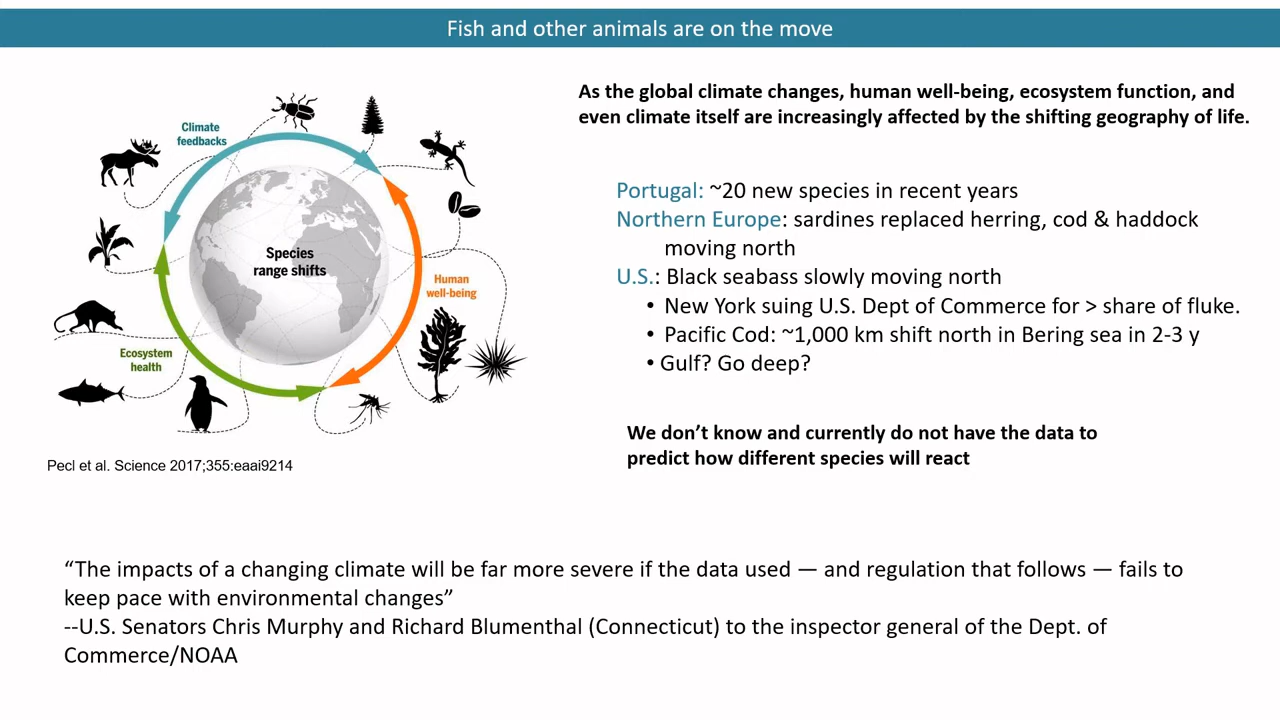 Fish and other animals are on the move
Climate
feedbacks
Species
range shifts
Human
well-being
Ecosystem
health
Pecl et al. Science 2017;355:eaai9214
As the global climate changes, human well-being, ecosystem function, and
even climate itself are increasingly affected by the shifting geography of life.
Portugal: ~20 new species in recent years
Northern Europe: sardines replaced herring, cod & haddock
moving north
U.S.: Black seabass slowly moving north
• New York suing U.S. Dept of Commerce for > share of fluke.
• Pacific Cod: ~1,000 km shift north in Bering sea in 2-3 y
• Gulf? Go deep?
We don’t know and currently do not have the data to
predict how different species will react
“The impacts of a changing climate will be far more severe if the data used — and regulation that follows — fails to
keep pace with environmental changes”
--U.S. Senators Chris Murphy and Richard Blumenthal (Connecticut) to the inspector general of the Dept. of
Commerce/NOAA